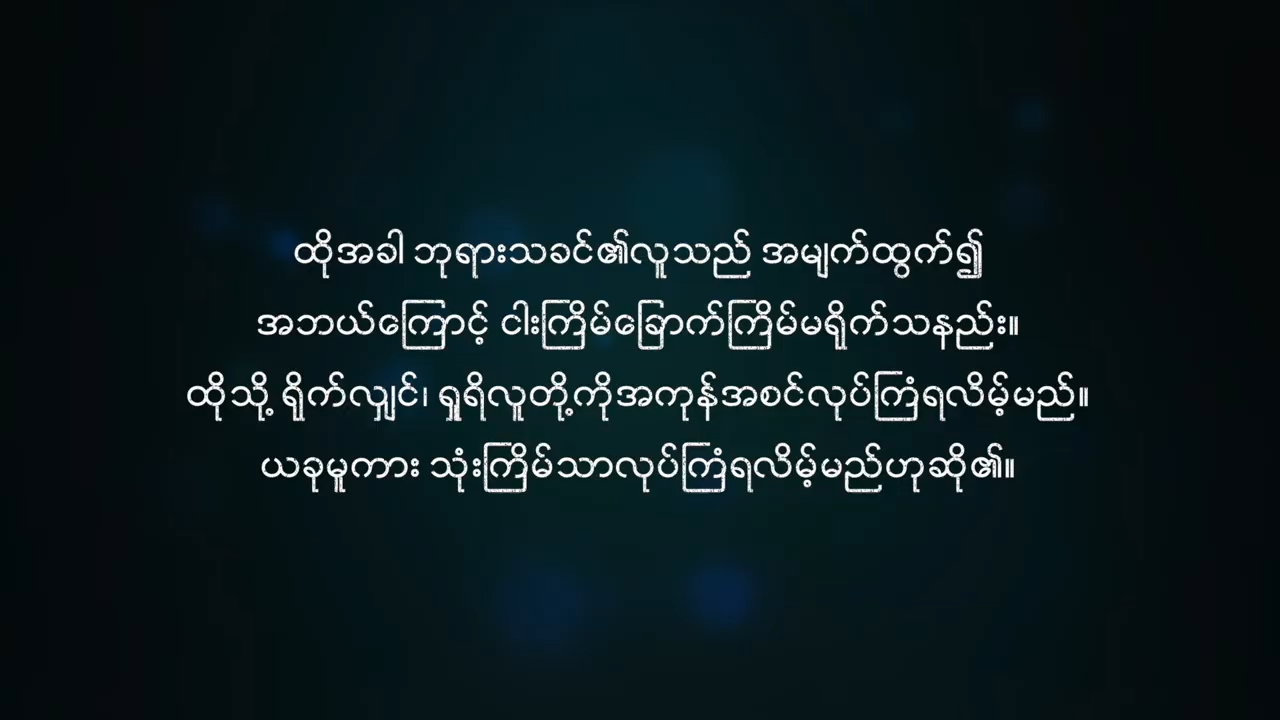 ထိုအခါ ဘုရားသခင်၏လူသည် အမျက်ထွက်၍
အဘယ်ကြောင့် ငါးကြိမ်ခြောက်ကြိမ်မရိုက်သနည်း။
ထိုသို့ ရိုက်လျှင်၊ ရှုရိလူတို့ကိုအကုန်အစင်လုပ်ကြံရလိမ့်မည်။
ယခုမူကား သုံးကြိမ်သာလုပ်ကြံရလိမ့်မည်ဟုဆို၏။